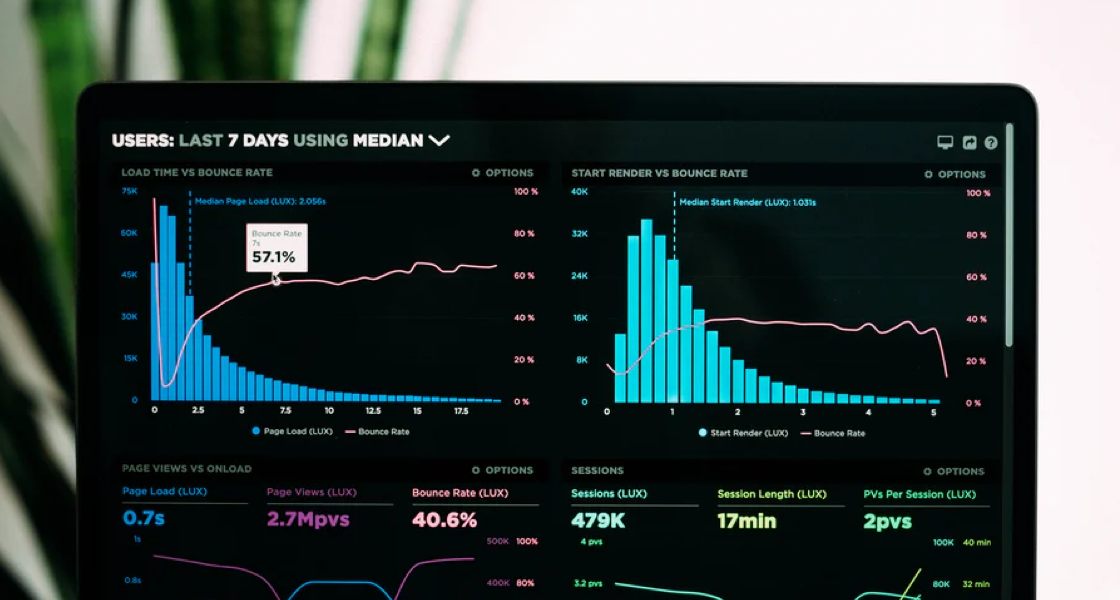 USERS: LAST 7 DAYS USING MEDIAN
LOAD TIME VS BOUNCE RATE
OPTIONS
75K
60K
45K
30K
15K
0
Median Page Load (LUX): 2.056s
Bounce Rate
7s
57.1%
100 %
80 %
60 %
40 %
20 %
0 %
0 2.5 5 7.5 10 12.5 15 17.5
Page Load (LUX) Bounce Rate
START RENDER VS BOUNCE RATE
OPTIONS
40K
32K
24K
16K
8K
0
Median Start Render (LUX): 1.031s
100 %
80 %
60 %
40 %
20 %
0 %
0 1 2 3 4 5
Start Render (LUX) Bounce Rate
PAGE VIEWS VS ONLOAD
OPTIONS
Page Load (LUX) Page Views (LUX) Bounce Rate (LUX)
0.7s 2.7Mpvs 40.6%
1s 500K 100%
0.8s 400K 80%
SESSIONS
OPTIONS
Sessions (LUX) Session Length (LUX) PVs Per Session (LUX)
479K 17min 2pvs
4 pvs 100K 40 min
3.2 pvs 80K 32 min